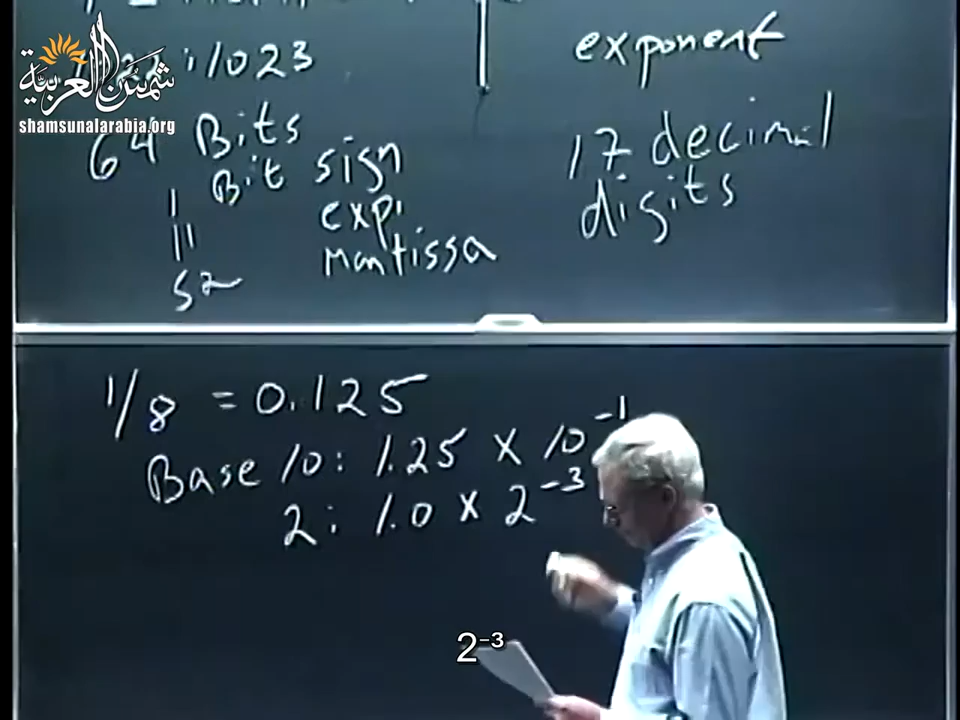 شمس العربية
shamsunalarabia.org
:1023
exponent
64 Bits
1 Bit sign
11 exp.
52 mantissa
17 decimal
digits
1/8 = 0.125
Base 10: 1.25 x 10⁻¹
2: 1.0 x 2⁻³
2⁻³